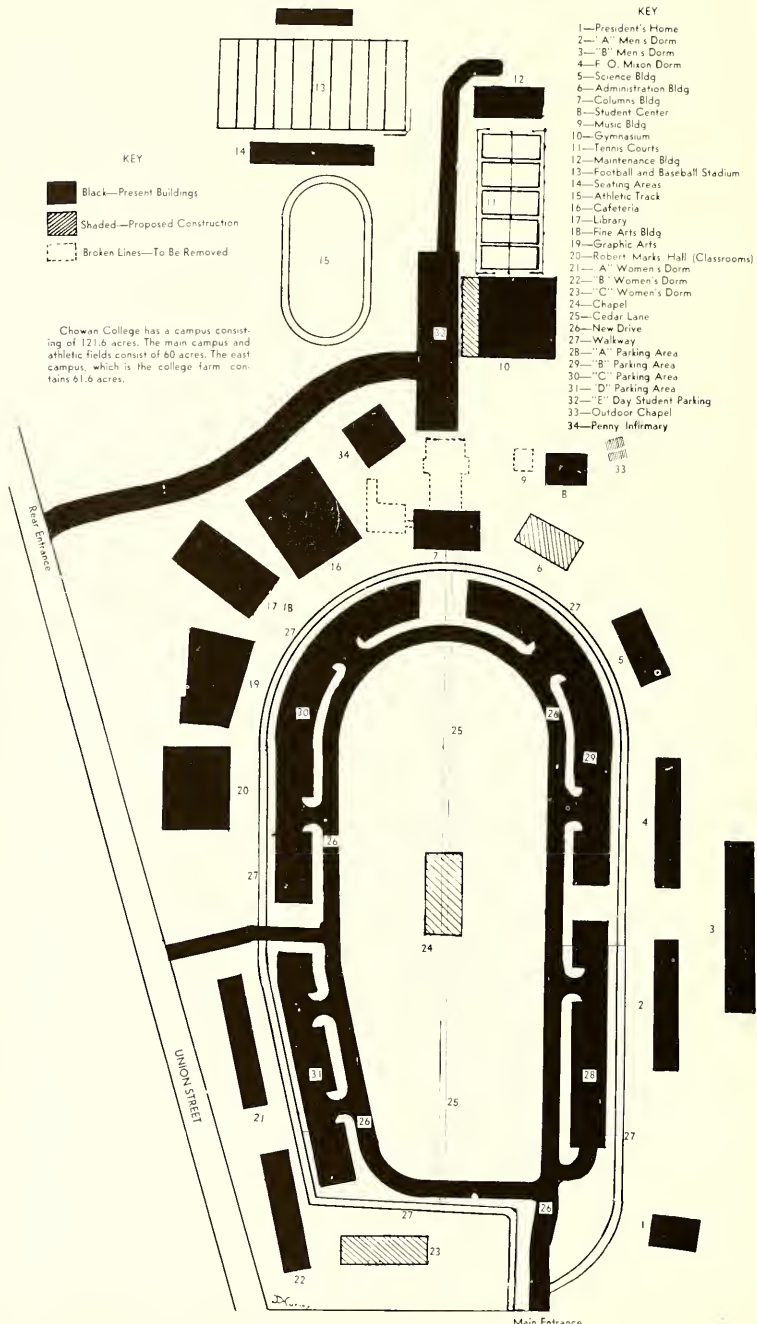 KEY
1—President's Home
2—"A" Men's Dorm
3—"B" Men's Dorm
4—F. O. Mixon Dorm
5—Science Bldg
6—Administration Bldg
7—Columns Bldg
8—Student Center
9—Music Bldg
10—Gymnasium
11—Tennis Courts
12—Maintenance Bldg
13—Football and Baseball Stadium
14—Seating Areas
15—Athletic Track
16—Cafeteria
17—Library
18—Fine Arts Bldg
19—Graphic Arts
20—Robert Marks Hall (Classrooms)
21—"A" Women's Dorm
22—"B" Women's Dorm
23—"C" Women's Dorm
24—Chapel
25—Cedar Lane
26—New Drive
27—Walkway
28—"A" Parking Area
29—"B" Parking Area
30—"C" Parking Area
31—"D" Parking Area
32—"E" Day Student Parking
33—Outdoor Chapel
34—Penny Infirmary
KEY
Black—Present Buildings
Shaded—Proposed Construction
Broken Lines—To Be Removed
Chowan College has a campus consist-
ing of 121.6 acres. The main campus and
athletic fields consist of 60 acres. The east
campus, which is the college farm con-
tains 61.6 acres.
13
12
14
11
15
32
10
34
9
8
33
7
6
16
Rear Entrance
17 18
27
27
5
19
30
26
25
29
20
4
26
27
24
3
2
UNION STREET
31
28
21
25
26
27
27
26
1
23
22
Main Entrance